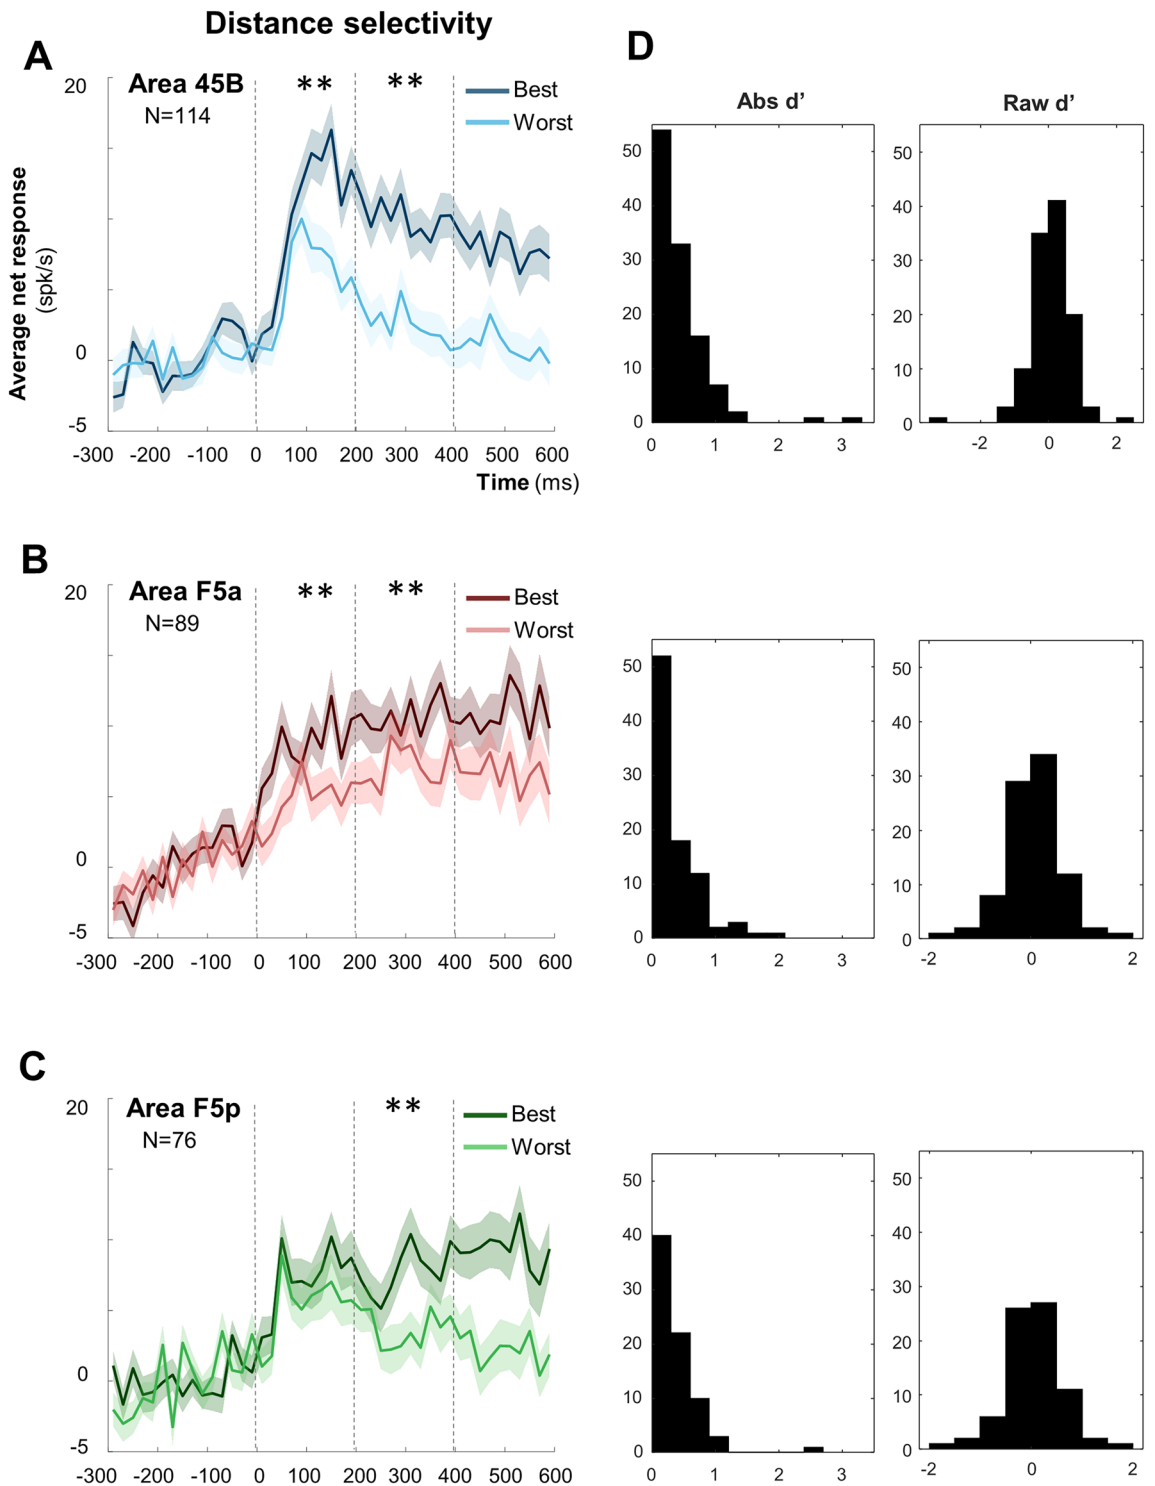 Distance selectivity
A
Area 45B
N=114
** **
Best
Worst
20
0
-5
Average net response
(spk/s)
-300 -200 -100 0 100 200 300 400 500 600
Time (ms)
B
Area F5a
N=89
** **
Best
Worst
20
0
-5
-300 -200 -100 0 100 200 300 400 500 600
C
Area F5p
N=76
**
Best
Worst
20
0
-5
-300 -200 -100 0 100 200 300 400 500 600
D
Abs d’
Raw d’
50
40
30
20
10
0
0 1 2 3
50
40
30
20
10
0
-2 0 2
50
40
30
20
10
0
0 1 2 3
50
40
30
20
10
0
-2 0 2
50
40
30
20
10
0
0 1 2 3
50
40
30
20
10
0
-2 0 2